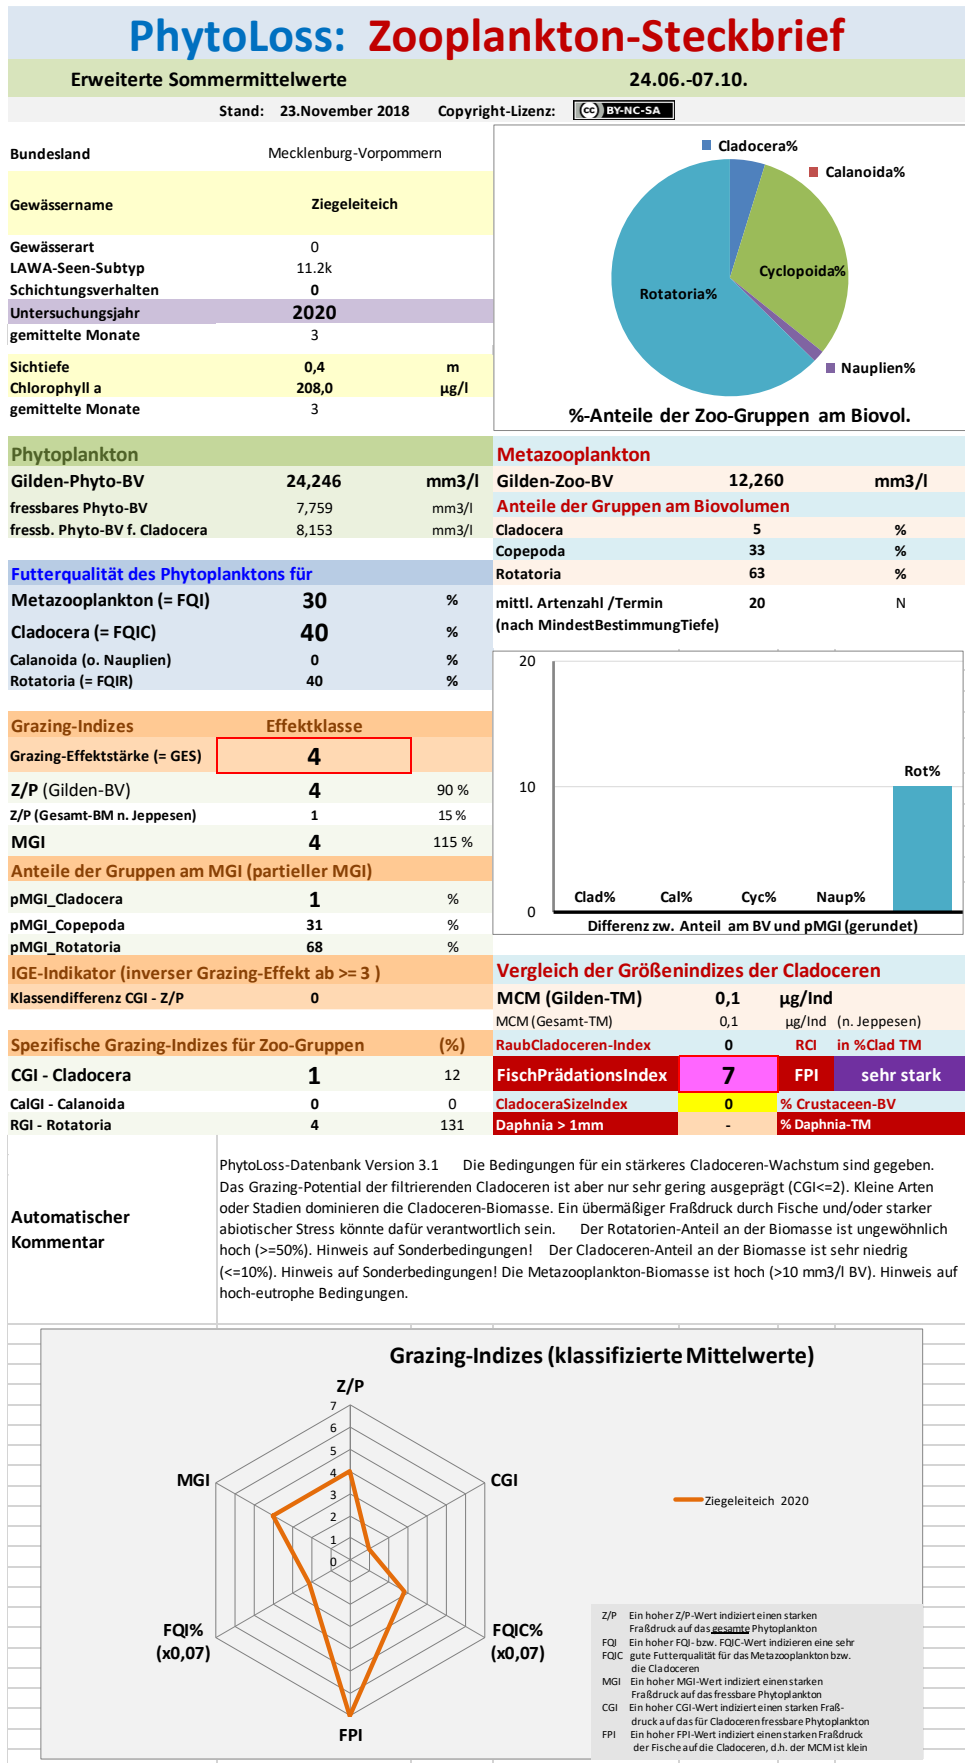 PhytoLoss: Zooplankton-Steckbrief
Erweiterte Sommermittelwerte 24.06.-07.10.
Stand: 23.November 2018 Copyright-Lizenz: cc BY-NC-SA
Bundesland Mecklenburg-Vorpommern
Gewässername Ziegeleiteich
Gewässerart 0
LAWA-Seen-Subtyp 11.2k
Schichtungsverhalten 0
Untersuchungsjahr 2020
gemittelte Monate 3
Sichtiefe 0,4 m
Chlorophyll a 208,0 µg/l
gemittelte Monate 3
Cladocera%
Calanoida%
Cyclopoida%
Rotatoria%
Nauplien%
%-Anteile der Zoo-Gruppen am Biovol.
Phytoplankton
Gilden-Phyto-BV 24,246 mm3/l
fressbares Phyto-BV 7,759 mm3/l
fressb. Phyto-BV f. Cladocera 8,153 mm3/l
Metazooplankton
Gilden-Zoo-BV 12,260 mm3/l
Anteile der Gruppen am Biovolumen
Cladocera 5 %
Copepoda 33 %
Rotatoria 63 %
mittl. Artenzahl /Termin 20 N
(nach MindestBestimmungTiefe)
Futterqualität des Phytoplanktons für
Metazooplankton (= FQI) 30 %
Cladocera (= FQIC) 40 %
Calanoida (o. Nauplien) 0 %
Rotatoria (= FQIR) 40 %
Grazing-Indizes Effektklasse
Grazing-Effektstärke (= GES) 4
Z/P (Gilden-BV) 4 90 %
Z/P (Gesamt-BM n. Jeppesen) 1 15 %
MGI 4 115 %
Anteile der Gruppen am MGI (partieller MGI)
pMGI_Cladocera 1 %
pMGI_Copepoda 31 %
pMGI_Rotatoria 68 %
20
10
0
Clad% Cal% Cyc% Naup% Rot%
Differenz zw. Anteil am BV und pMGI (gerundet)
IGE-Indikator (inverser Grazing-Effekt ab >= 3 )
Klassendifferenz CGI - Z/P 0
Spezifische Grazing-Indizes für Zoo-Gruppen (%)
CGI - Cladocera 1 12
CalGI - Calanoida 0 0
RGI - Rotatoria 4 131
Vergleich der Größenindizes der Cladoceren
MCM (Gilden-TM) 0,1 µg/Ind
MCM (Gesamt-TM) 0,1 µg/Ind (n. Jeppesen)
RaubCladoceren-Index 0 RCI in %Clad TM
FischPrädationsIndex 7 FPI sehr stark
CladoceraSizeIndex 0 % Crustaceen-BV
Daphnia > 1mm - % Daphnia-TM
Automatischer
Kommentar
PhytoLoss-Datenbank Version 3.1 Die Bedingungen für ein stärkeres Cladoceren-Wachstum sind gegeben.
Das Grazing-Potential der filtrierenden Cladoceren ist aber nur sehr gering ausgeprägt (CGI<=2). Kleine Arten
oder Stadien dominieren die Cladoceren-Biomasse. Ein übermäßiger Fraßdruck durch Fische und/oder starker
abiotischer Stress könnte dafür verantwortlich sein. Der Rotatorien-Anteil an der Biomasse ist ungewöhnlich
hoch (>=50%). Hinweis auf Sonderbedingungen! Der Cladoceren-Anteil an der Biomasse ist sehr niedrig
(<=10%). Hinweis auf Sonderbedingungen! Die Metazooplankton-Biomasse ist hoch (>10 mm3/l BV). Hinweis auf
hoch-eutrophe Bedingungen.
Grazing-Indizes (klassifizierte Mittelwerte)
Z/P
7
6
5
4
3
2
1
0
MGI
CGI
FQI%
(x0,07)
FQIC%
(x0,07)
FPI
Ziegeleiteich 2020
Z/P Ein hoher Z/P-Wert indiziert einen starken
Fraßdruck auf das gesamte Phytoplankton
FQI Ein hoher FQI- bzw. FQIC-Wert indizieren eine sehr
FQIC gute Futterqualität für das Metazooplankton bzw.
die Cladoceren
MGI Ein hoher MGI-Wert indiziert einen starken
Fraßdruck auf das fressbare Phytoplankton
CGI Ein hoher CGI-Wert indiziert einen starken Fraß-
druck auf das für Cladoceren fressbare Phytoplankton
FPI Ein hoher FPI-Wert indiziert einen starken Fraßdruck
der Fische auf die Cladoceren, d.h. der MCM ist klein